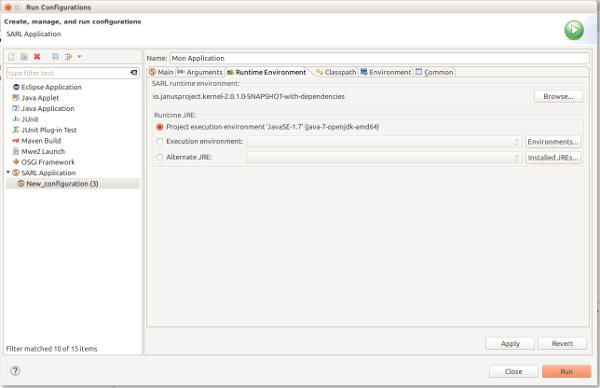 Run Configurations
Create, manage, and run configurations
SARL Application
type filter text
Eclipse Application
Java Applet
Java Application
JUnit
JUnit Plug-in Test
Maven Build
Mwe2 Launch
OSGi Framework
SARL Application
New_configuration (3)
Filter matched 10 of 15 items
Name: Mon Application
Main Arguments Runtime Environment Classpath Environment Common
SARL runtime environment:
io.janusproject.kernel-2.0.1.0-SNAPSHOT-with-dependencies Browse...
Runtime JRE:
Project execution environment 'JavaSE-1.7' (java-7-openjdk-amd64)
Execution environment: Environments...
Alternate JRE: Installed JREs...
Apply Revert
Close Run